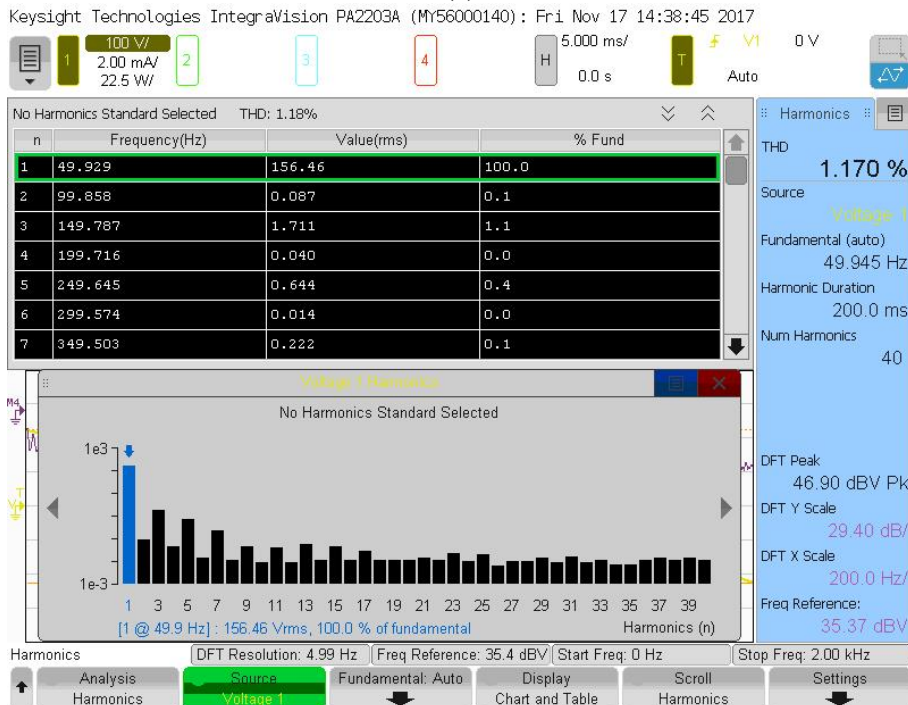 Keysight Technologies IntegraVision PA2203A (MY56000140): Fri Nov 17 14:38:45 2017
1 100 V/ 2 3 4 H 5.000 ms/ T V1 0 V
2.00 mA/
22.5 W/ 0.0 s Auto
No Harmonics Standard Selected THD: 1.18%
n Frequency(Hz) Value(rms) % Fund
1 49.929 156.46 100.0
2 99.858 0.087 0.1
3 149.787 1.711 1.1
4 199.716 0.040 0.0
5 249.645 0.644 0.4
6 299.574 0.014 0.0
7 349.503 0.222 0.1
Harmonics
THD
1.170 %
Source
Voltage 1
Fundamental (auto)
49.945 Hz
Harmonic Duration
200.0 ms
Num Harmonics
40
DFT Peak
46.90 dBV Pk
DFT Y Scale
29.40 dB/
DFT X Scale
200.0 Hz/
Freq Reference:
35.37 dBV
Voltage 1 Harmonics
No Harmonics Standard Selected
M4
T
1e3
1e-3
1 3 5 7 9 11 13 15 17 19 21 23 25 27 29 31 33 35 37 39
[1 @ 49.9 Hz] : 156.46 Vrms, 100.0 % of fundamental Harmonics (n)
Harmonics DFT Resolution: 4.99 Hz Freq Reference: 35.4 dBV Start Freq: 0 Hz Stop Freq: 2.00 kHz
Analysis Source Fundamental: Auto Display Scroll Settings
Harmonics Voltage 1 Chart and Table Harmonics